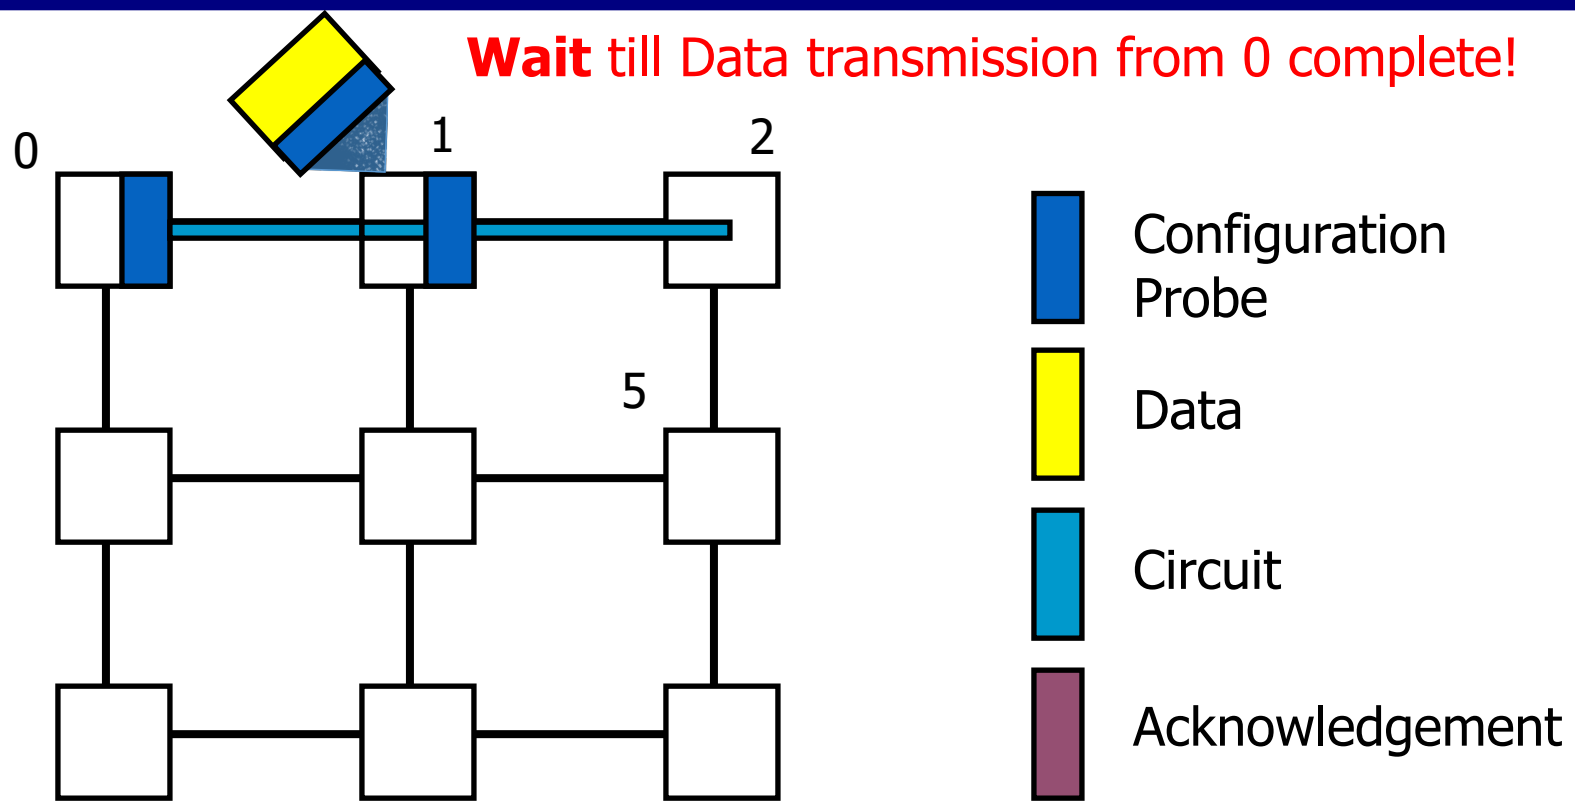 Wait till Data transmission from 0 complete!
0
1
2
5
Configuration
Probe
Data
Circuit
Acknowledgement